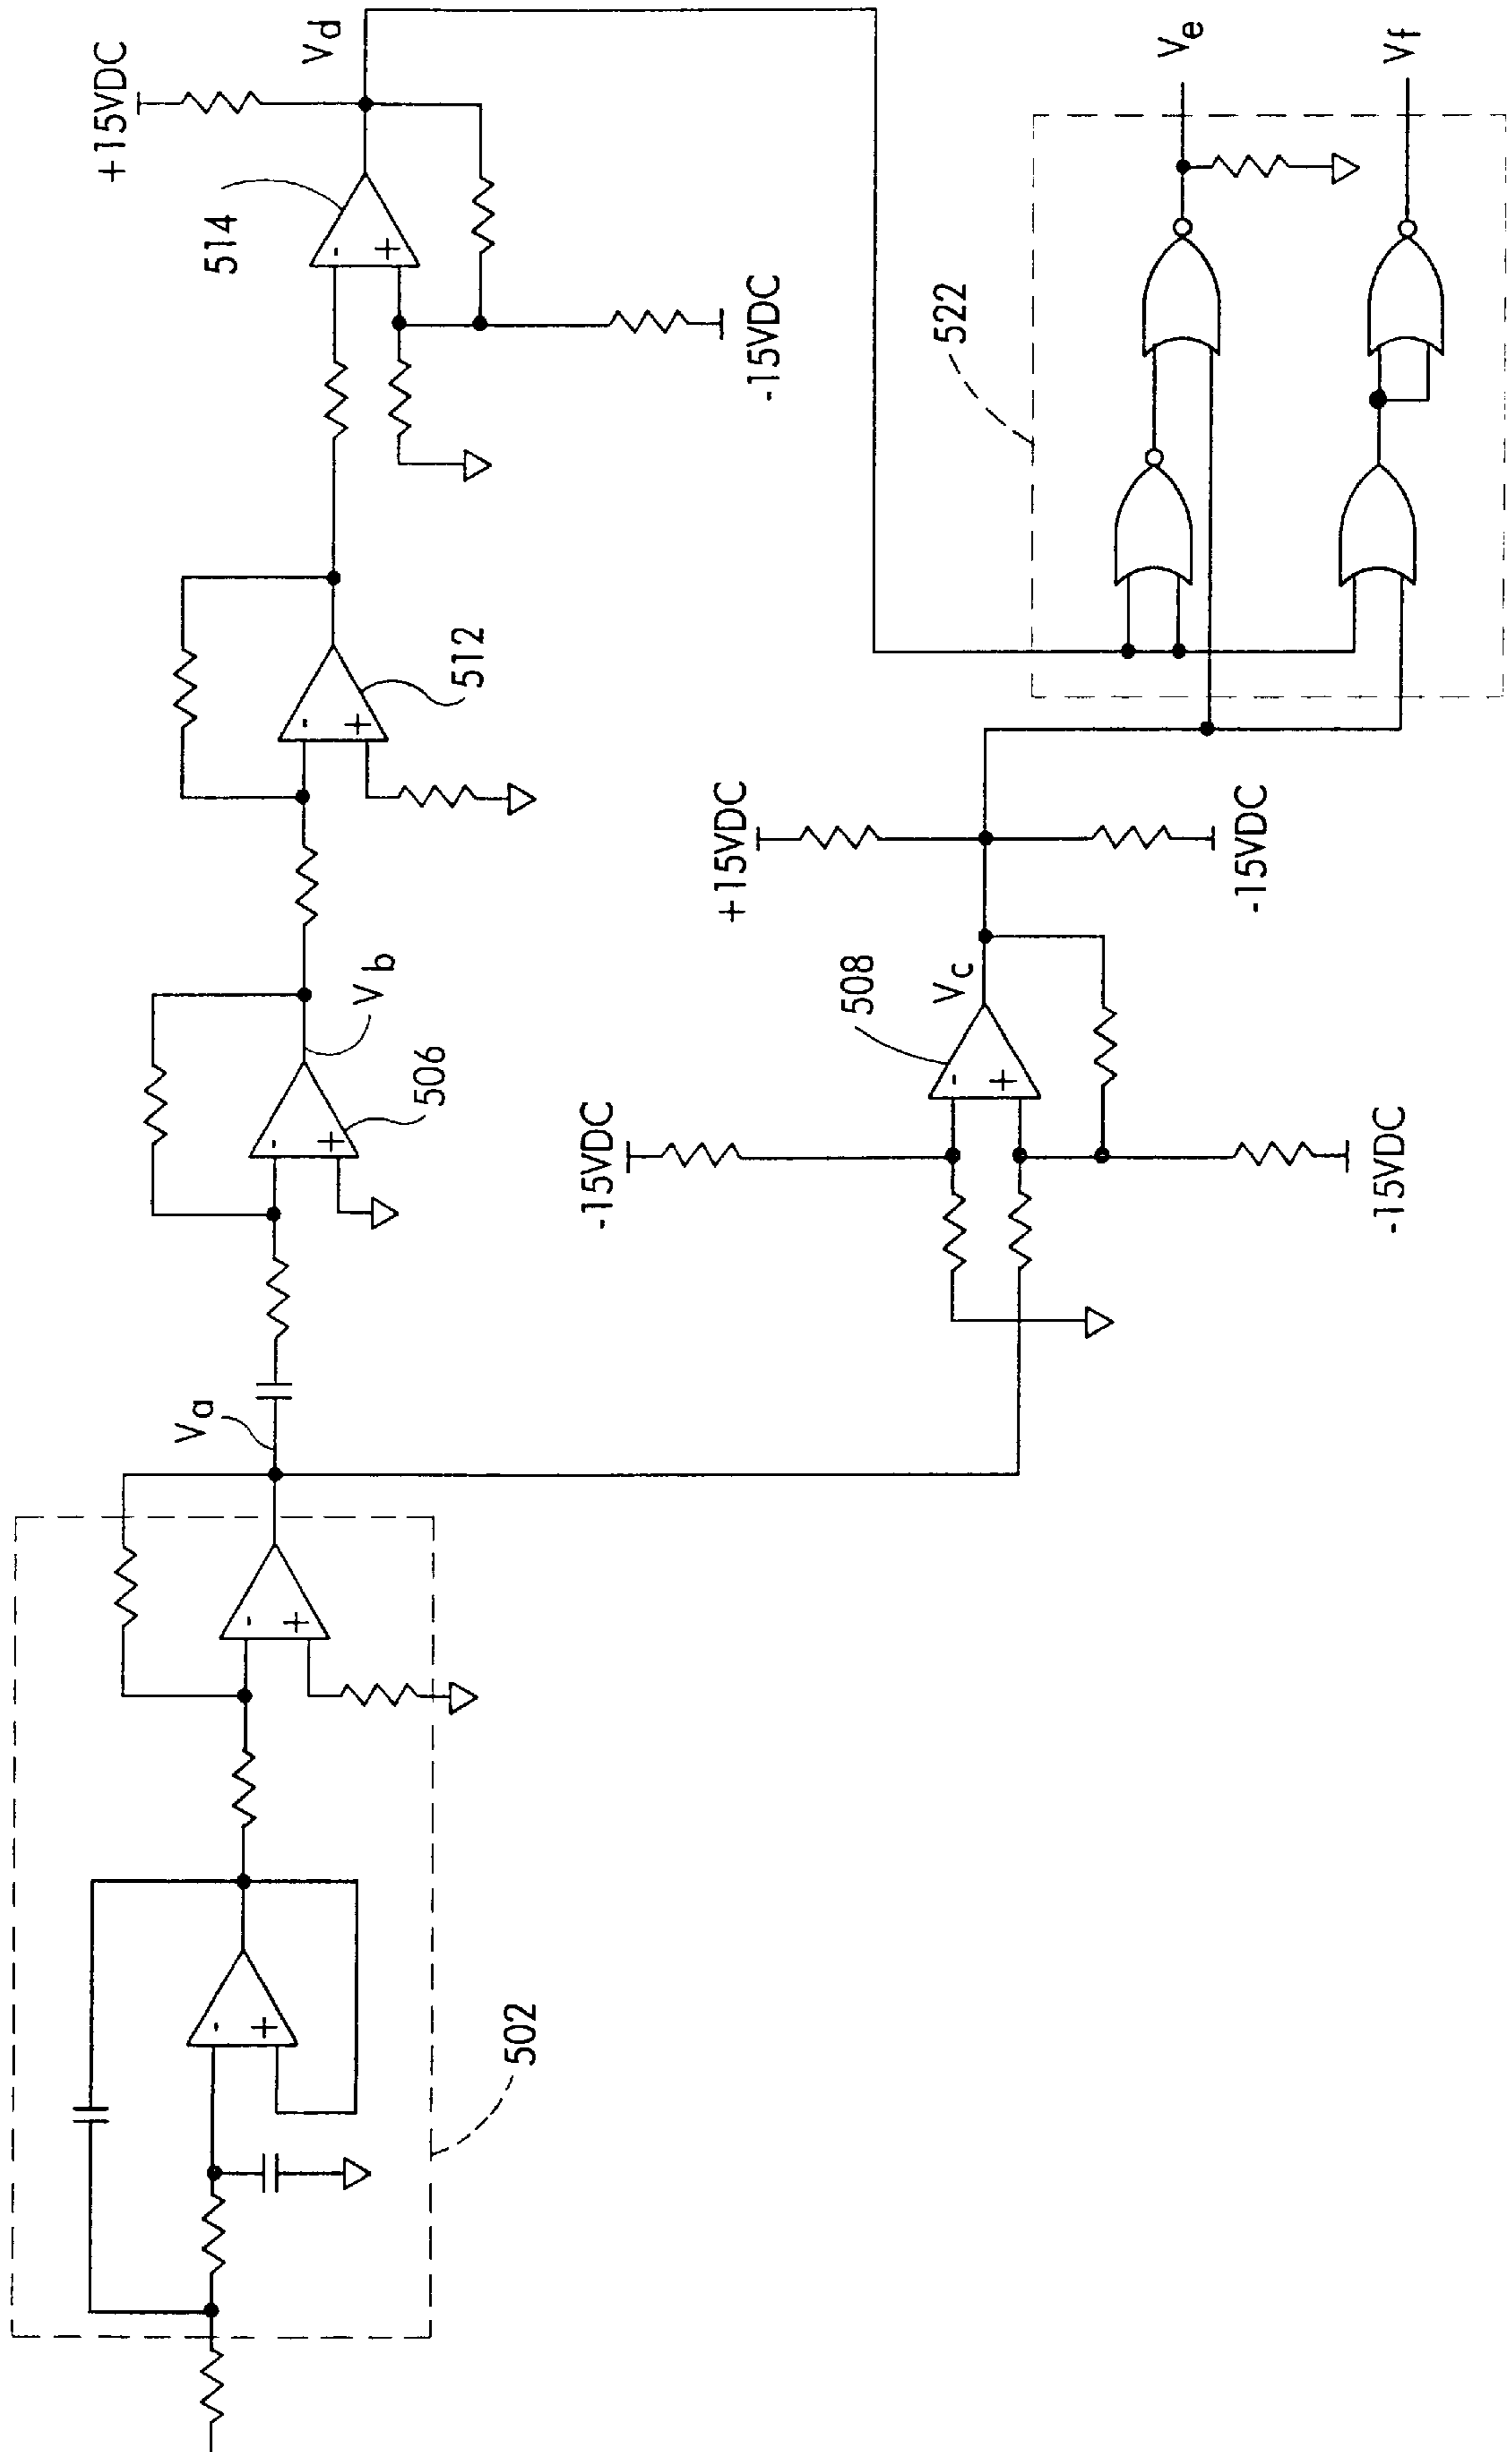 +15VDC
Vd
514
-
+
-15VDC
512
-
+
Vb
506
-
+
Va
502
-
+
-
+
Ve
Vf
522
+15VDC
-15VDC
Vc
508
-
+
-15VDC
-15VDC